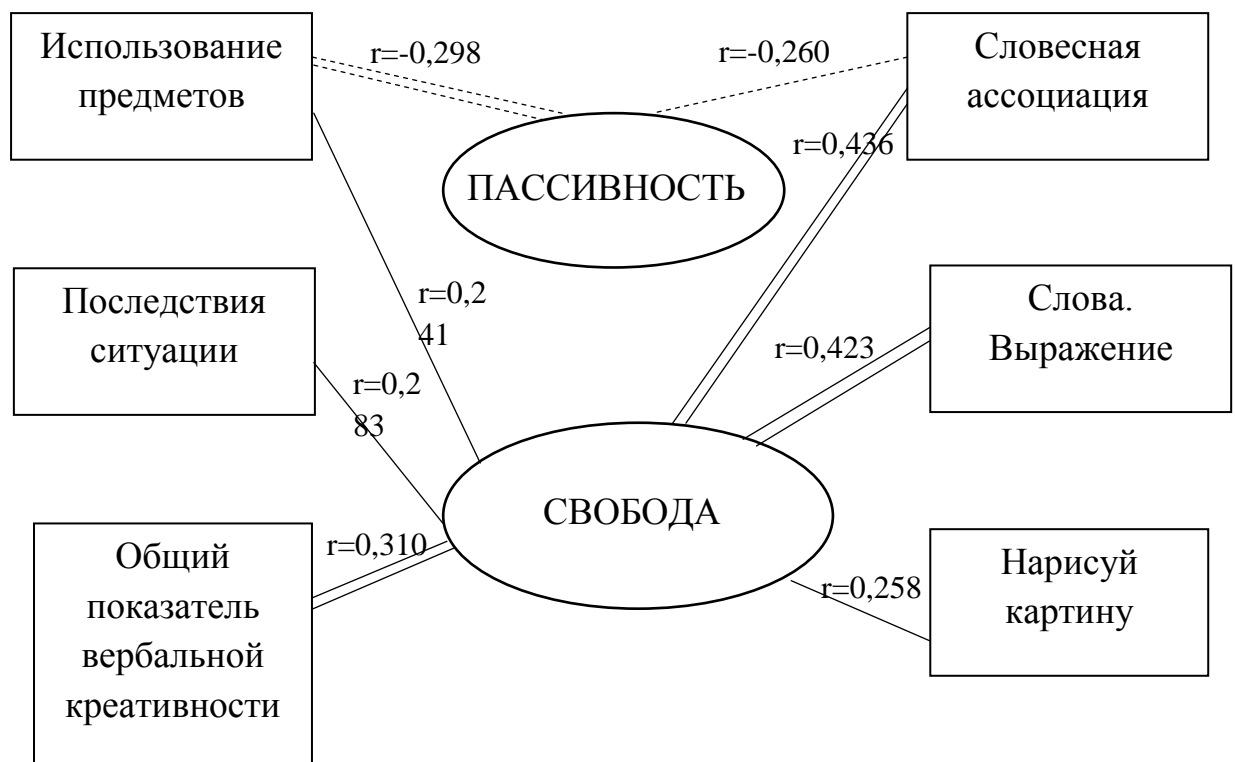 Использование
предметов
r=-0,298
r=-0,260
Словесная
ассоциация
r=0,436
ПАССИВНОСТЬ
Последствия
ситуации
r=0,2
41
Слова.
Выражение
r=0,423
r=0,2
83
СВОБОДА
Общий
показатель
вербальной
креативности
r=0,310
r=0,258
Нарисуй
картину